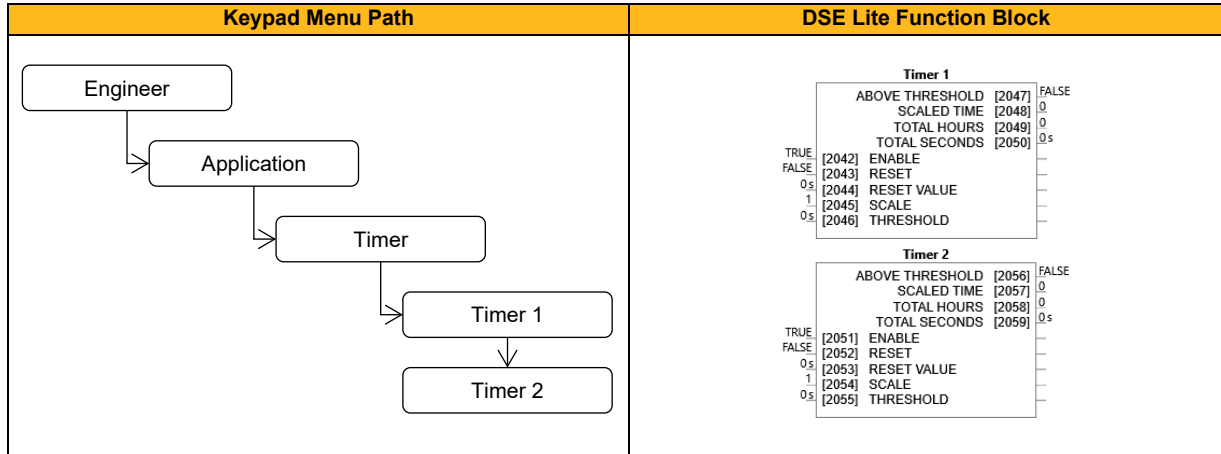 Keypad Menu Path
DSE Lite Function Block
Engineer
Application
Timer
Timer 1
Timer 2
Timer 1
ABOVE THRESHOLD [2047] FALSE
SCALED TIME [2048] 0
TOTAL HOURS [2049] 0
TOTAL SECONDS [2050] 0 s
TRUE [2042] ENABLE
FALSE [2043] RESET
0 s [2044] RESET VALUE
1 [2045] SCALE
0 s [2046] THRESHOLD
Timer 2
ABOVE THRESHOLD [2056] FALSE
SCALED TIME [2057] 0
TOTAL HOURS [2058] 0
TOTAL SECONDS [2059] 0 s
TRUE [2051] ENABLE
FALSE [2052] RESET
0 s [2053] RESET VALUE
1 [2054] SCALE
0 s [2055] THRESHOLD